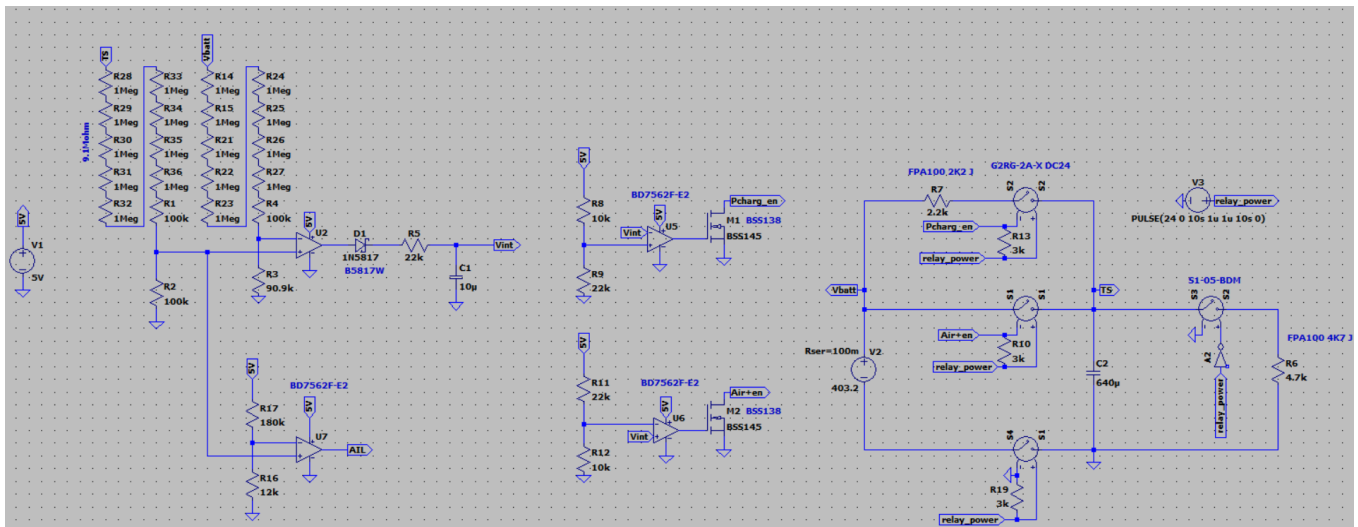 TS
Vbatt
R28
1Meg
R29
1Meg
R30
1Meg
R31
1Meg
R32
1Meg
9.1Mohm
R33
1Meg
R34
1Meg
R35
1Meg
R36
1Meg
R1
100k
R14
1Meg
R15
1Meg
R21
1Meg
R22
1Meg
R23
1Meg
R24
1Meg
R25
1Meg
R26
1Meg
R27
1Meg
R4
100k
5V
V1
5V
R2
100k
R3
90.9k
5V
U2
D1
1N5817
B5817W
R5
22k
C1
10µ
Vint
5V
R17
180k
R16
12k
BD7562F-E2
5V
U7
AIL
5V
R8
10k
R9
22k
BD7562F-E2
5V
Vint
U5
Pcharg_en
M1 BSS138
BSS145
5V
R11
22k
R12
10k
BD7562F-E2
5V
Vint
U6
Air+en
M2 BSS138
BSS145
FPA100 2K2 J
R7
2.2k
G2RG-2A-X DC24
S2
S2
Pcharg_en
R13
3k
relay_power
V3
relay_power
PULSE(24 0 10s 1u 1u 10s 0)
Vbatt
S1
S1
TS
Air+en
R10
3k
relay_power
Rser=100m
V2
403.2
C2
640µ
S1-05-BDM
S3
S2
A2
relay_power
FPA100 4K7 J
R6
4.7k
S4
S1
R19
3k
relay_power